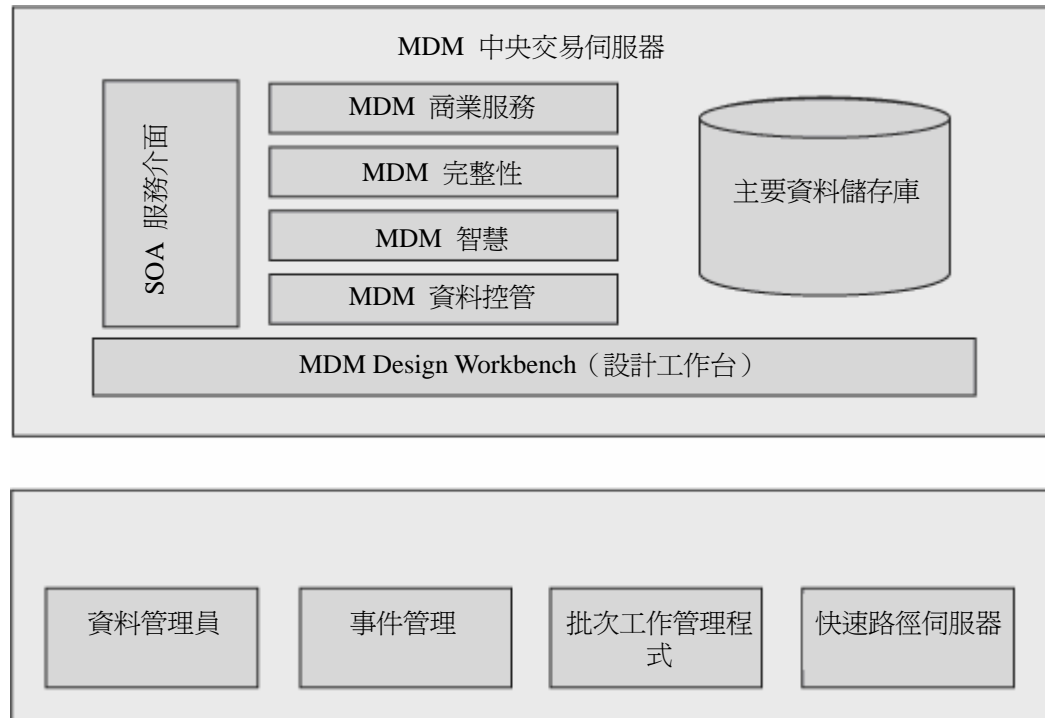 MDM 中央交易伺服器
SOA 服務介面
MDM 商業服務
MDM 完整性
MDM 智慧
MDM 資料控管
主要資料儲存庫
MDM Design Workbench（設計工作台）
資料管理員
事件管理
批次工作管理程
式
快速路徑伺服器